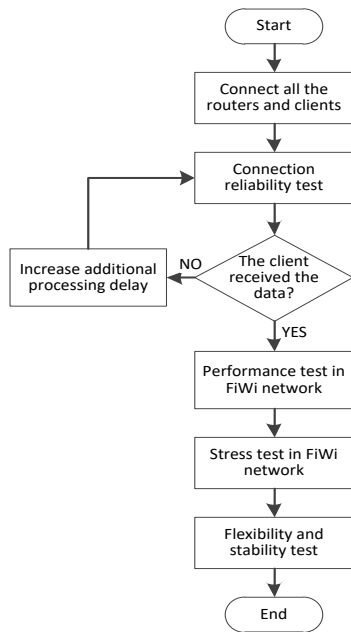 Start
Connect all the
routers and clients
Connection
reliability test
The client
received the
data?
NO
Increase additional
processing delay
YES
Performance test in
FiWi network
Stress test in FiWi
network
Flexibility and
stability test
End